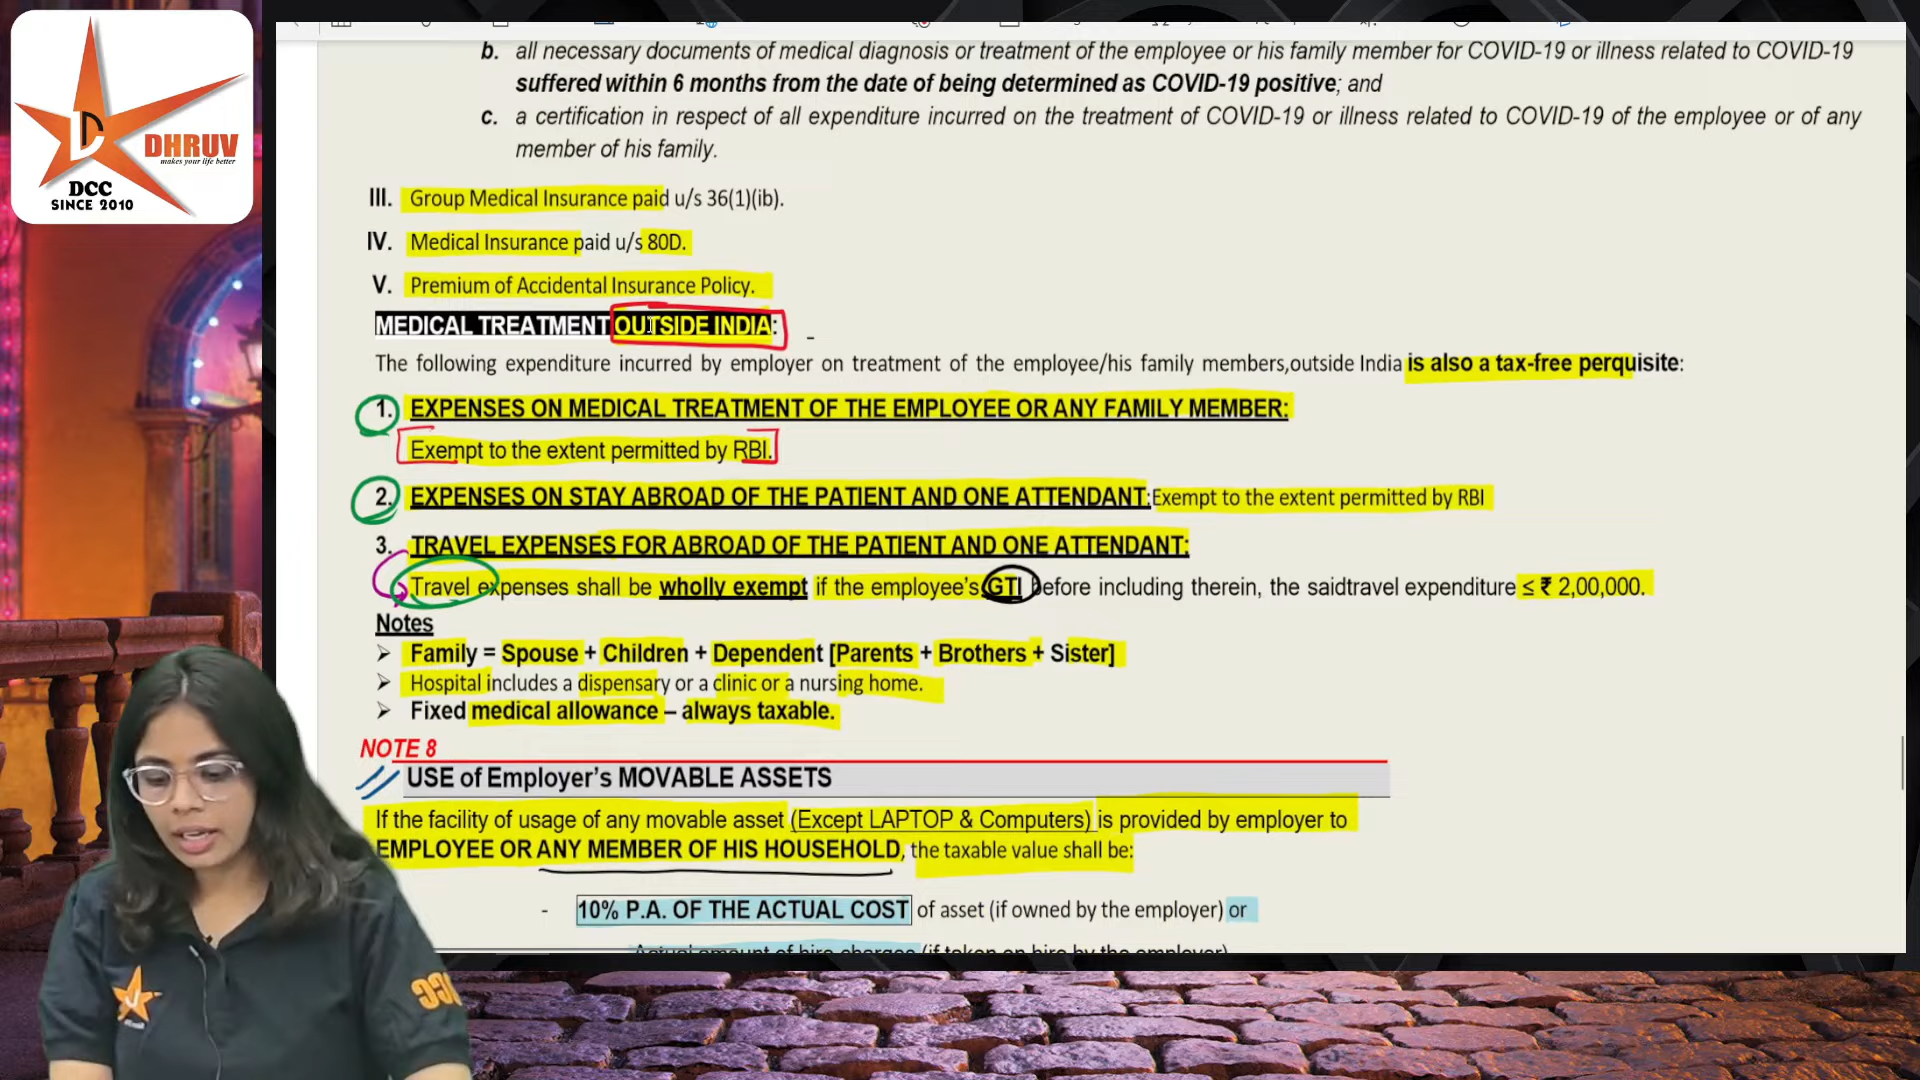 DHRUV
makes your life better
DCC
SINCE 2010
b. all necessary documents of medical diagnosis or treatment of the employee or his family member for COVID-19 or illness related to COVID-19
suffered within 6 months from the date of being determined as COVID-19 positive; and
c. a certification in respect of all expenditure incurred on the treatment of COVID-19 or illness related to COVID-19 of the employee or of any
member of his family.
III. Group Medical Insurance paid u/s 36(1)(ib).
IV. Medical Insurance paid u/s 80D.
V. Premium of Accidental Insurance Policy.
MEDICAL TREATMENT OUTSIDE INDIA:
The following expenditure incurred by employer on treatment of the employee/his family members,outside India is also a tax-free perquisite:
1. EXPENSES ON MEDICAL TREATMENT OF THE EMPLOYEE OR ANY FAMILY MEMBER:
Exempt to the extent permitted by RBI.
2. EXPENSES ON STAY ABROAD OF THE PATIENT AND ONE ATTENDANT:Exempt to the extent permitted by RBI
3. TRAVEL EXPENSES FOR ABROAD OF THE PATIENT AND ONE ATTENDANT:
Travel expenses shall be wholly exempt if the employee's GTI before including therein, the saidtravel expenditure ≤ ₹ 2,00,000.
Notes
➢ Family = Spouse + Children + Dependent [Parents + Brothers + Sister]
➢ Hospital includes a dispensary or a clinic or a nursing home.
➢ Fixed medical allowance – always taxable.
NOTE 8
USE of Employer's MOVABLE ASSETS
If the facility of usage of any movable asset (Except LAPTOP & Computers) is provided by employer to
EMPLOYEE OR ANY MEMBER OF HIS HOUSEHOLD, the taxable value shall be:
- 10% P.A. OF THE ACTUAL COST of asset (if owned by the employer) or
Actual amount of hire charges (if taken on hire by the employer)